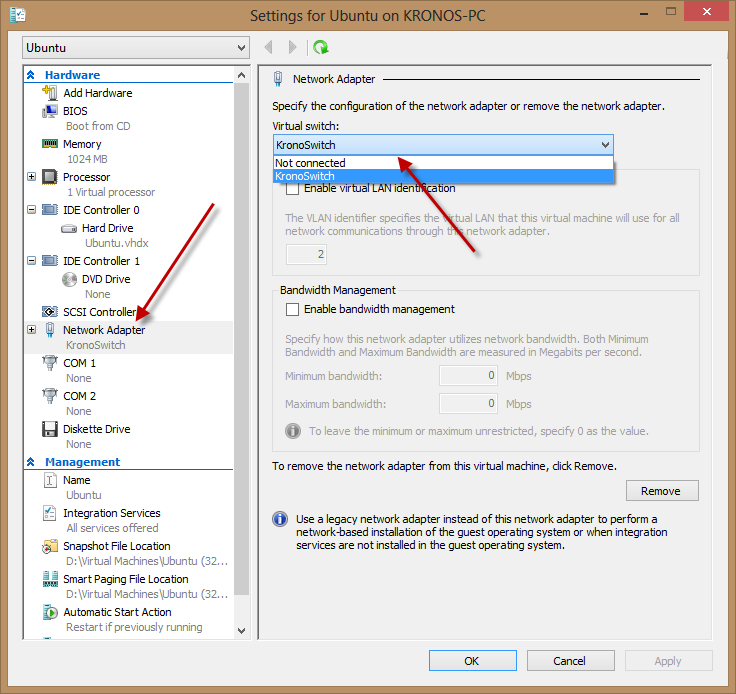 Settings for Ubuntu on KRONOS-PC
Ubuntu
Hardware
Add Hardware
BIOS
Boot from CD
Memory
1024 MB
Processor
1 Virtual processor
IDE Controller 0
Hard Drive
Ubuntu.vhdx
IDE Controller 1
DVD Drive
None
SCSI Controller
Network Adapter
KronoSwitch
COM 1
None
COM 2
None
Diskette Drive
None
Management
Name
Ubuntu
Integration Services
All services offered
Snapshot File Location
D:\Virtual Machines\Ubuntu (32...
Smart Paging File Location
D:\Virtual Machines\Ubuntu (32...
Automatic Start Action
Restart if previously running
Network Adapter
Specify the configuration of the network adapter or remove the network adapter.
Virtual switch:
KronoSwitch
Not connected
KronoSwitch
Enable virtual LAN identification
The VLAN identifier specifies the virtual LAN that this virtual machine will use for all
network communications through this network adapter.
2
Bandwidth Management
Enable bandwidth management
Specify how this network adapter utilizes network bandwidth. Both Minimum
Bandwidth and Maximum Bandwidth are measured in Megabits per second.
Minimum bandwidth: 0 Mbps
Maximum bandwidth: 0 Mbps
To leave the minimum or maximum unrestricted, specify 0 as the value.
To remove the network adapter from this virtual machine, click Remove.
Remove
Use a legacy network adapter instead of this network adapter to perform a
network-based installation of the guest operating system or when integration
services are not installed in the guest operating system.
OK Cancel Apply